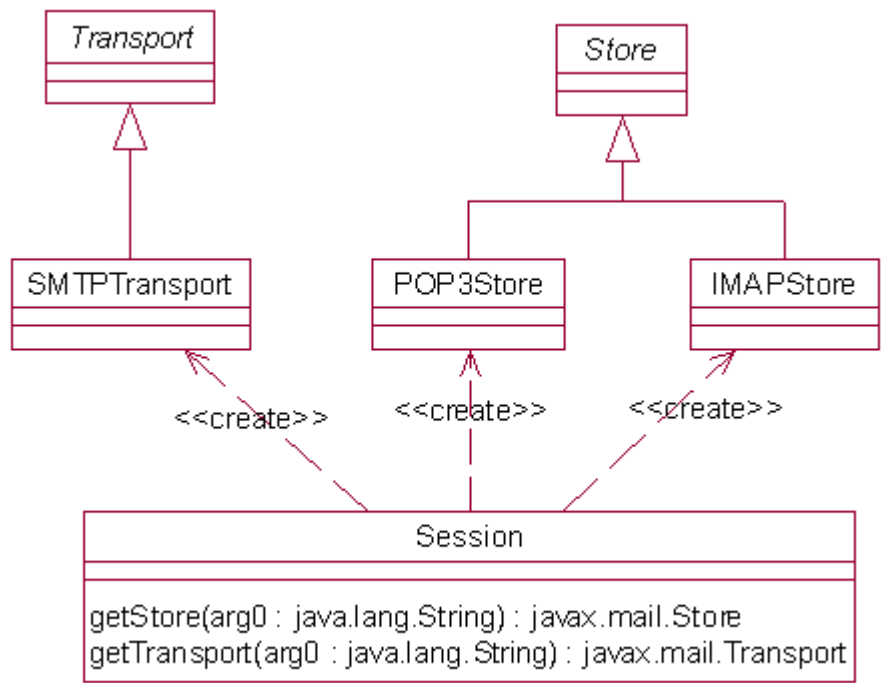 Transport
Store
SMTPTransport
POP3Store
IMAPStore
<<create>>
<<create>>
<<create>>
Session
getStore(arg0 : java.lang.String) : javax.mail.Store
getTransport(arg0 : java.lang.String) : javax.mail.Transport